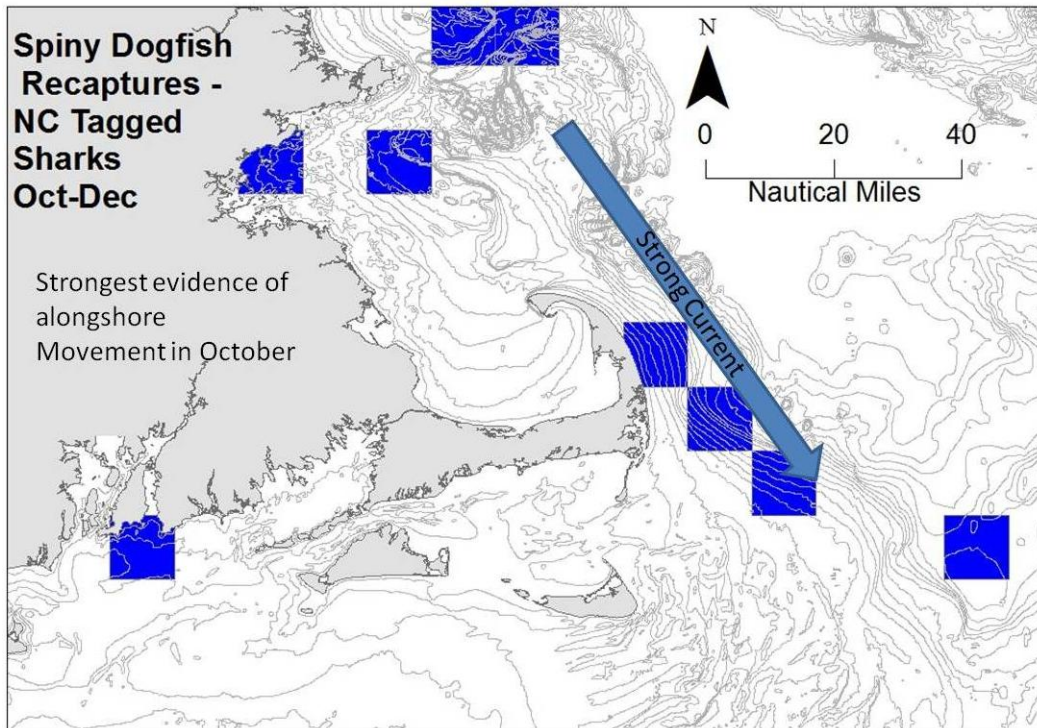 Spiny Dogfish
Recaptures -
NC Tagged
Sharks
Oct-Dec
Strongest evidence of
alongshore
Movement in October
N
0 20 40
Nautical Miles
Strong Current